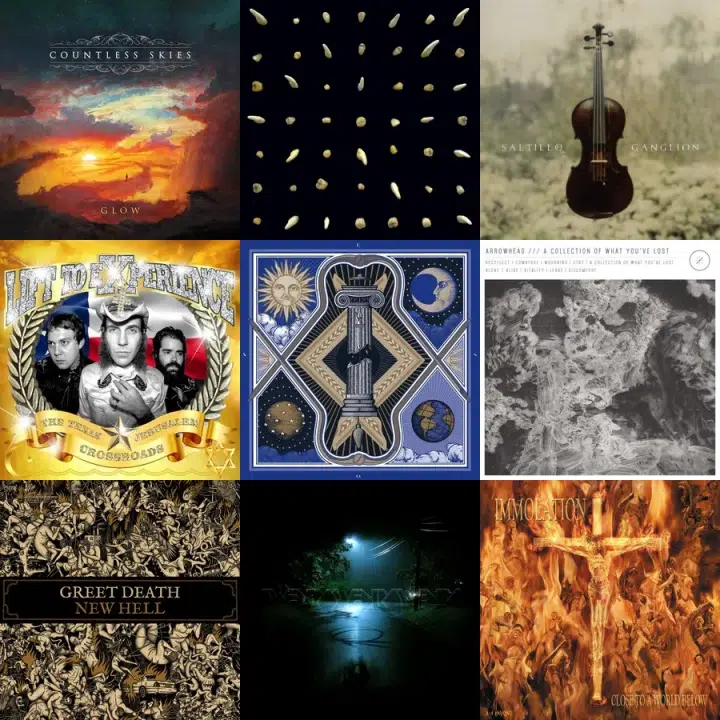 COUNTLESS SKIES
GLOW
SALTILLO GANGLION
LIFT TO EXPERIENCE
THE TEXAS JERUSALEM
CROSSROADS
ARROWHEAD /// A COLLECTION OF WHAT YOU'VE LOST
GREET DEATH
NEW HELL
IMMOLATION
CLOSE TO A WORLD BELOW